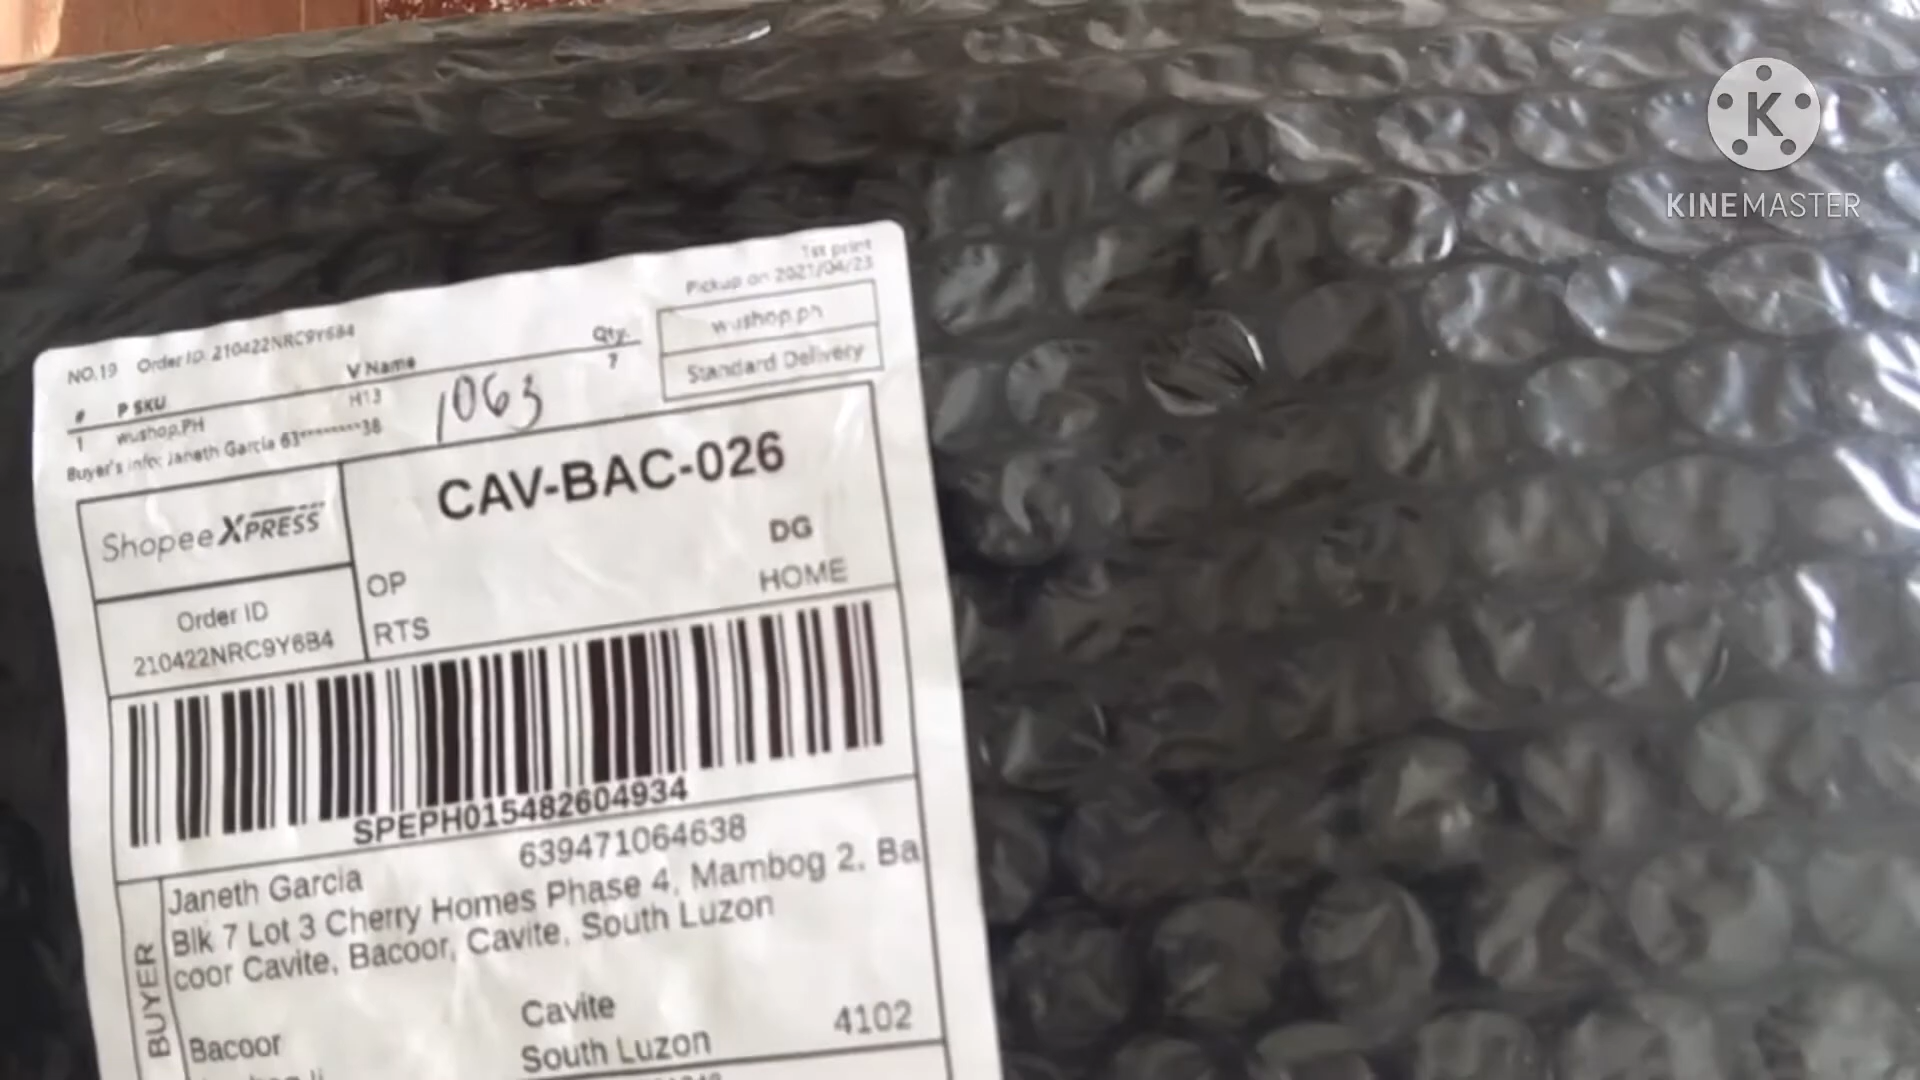 K
KINEMASTER
1st print
Pickup on 2021/04/23
NO.19 Order ID: 210422NRC9Y6B4
wushop.ph
Standard Delivery
# P SKU V Name Qty.
1 wushop.PH H13 7
Buyer's info: Janeth Garcia 63********38
1063
CAV-BAC-026
Shopee XPRESS
DG
OP HOME
RTS
Order ID
210422NRC9Y6B4
SPEPH015482604934
639471064638
Janeth Garcia
Blk 7 Lot 3 Cherry Homes Phase 4, Mambog 2, Ba
coor Cavite, Bacoor, Cavite, South Luzon
BUYER
Cavite
Bacoor South Luzon 4102